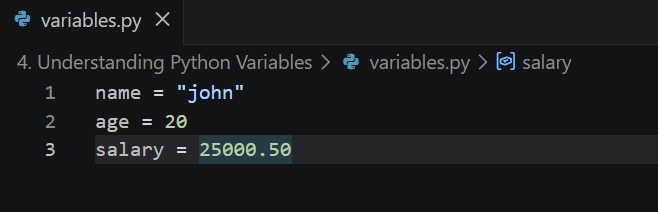 variables.py
4. Understanding Python Variables > variables.py > salary
1 name = "john"
2 age = 20
3 salary = 25000.50